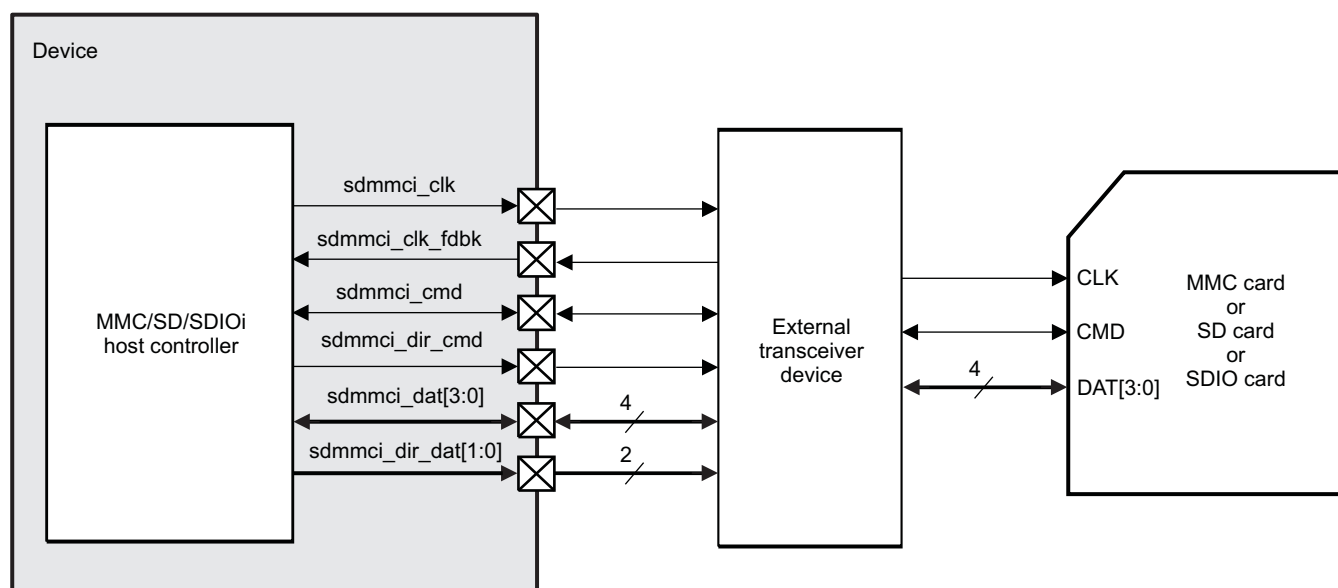 Device
MMC/SD/SDIOi
host controller
sdmmci_clk
sdmmci_clk_fdbk
sdmmci_cmd
sdmmci_dir_cmd
sdmmci_dat[3:0]
sdmmci_dir_dat[1:0]
4
2
External
transceiver
device
4
CLK
CMD
DAT[3:0]
MMC card
or
SD card
or
SDIO card